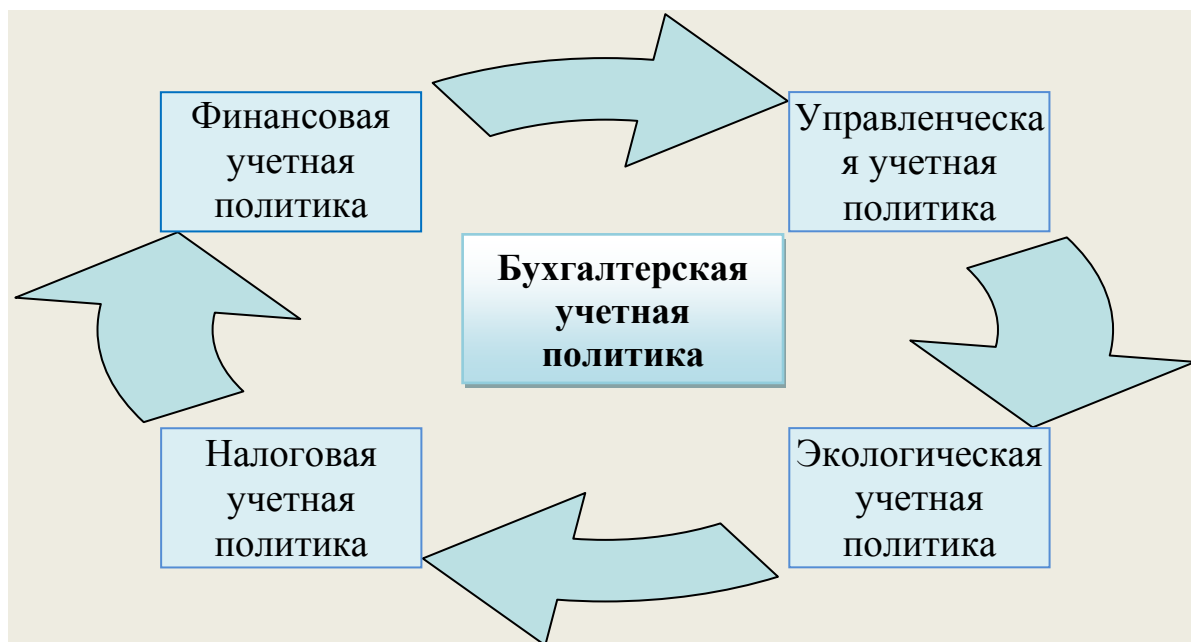 Финансовая
учетная
политика
Управленческа
я учетная
политика
Бухгалтерская
учетная
политика
Налоговая
учетная
политика
Экологическая
учетная
политика